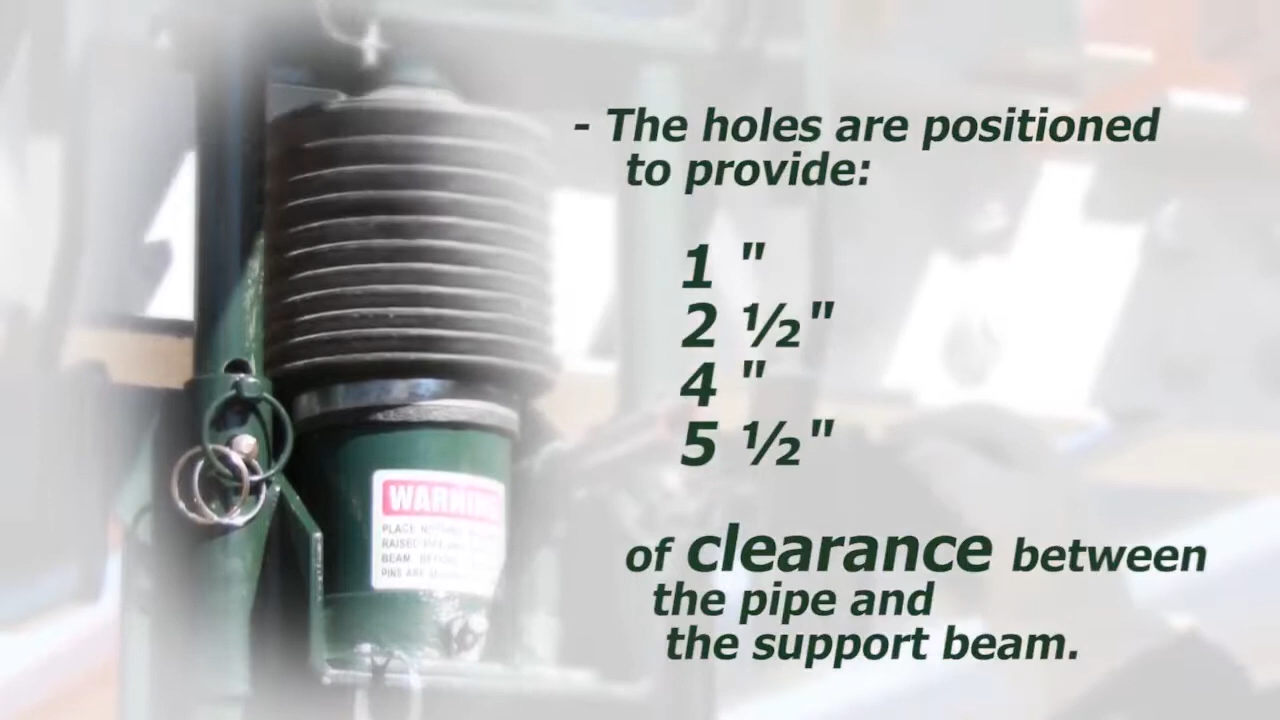 - The holes are positioned
to provide:
1 "
2 ½"
4 "
5 ½"
of clearance between
the pipe and
the support beam.
WARNING
PLACE
RAISED
BEAM
PINS ARE